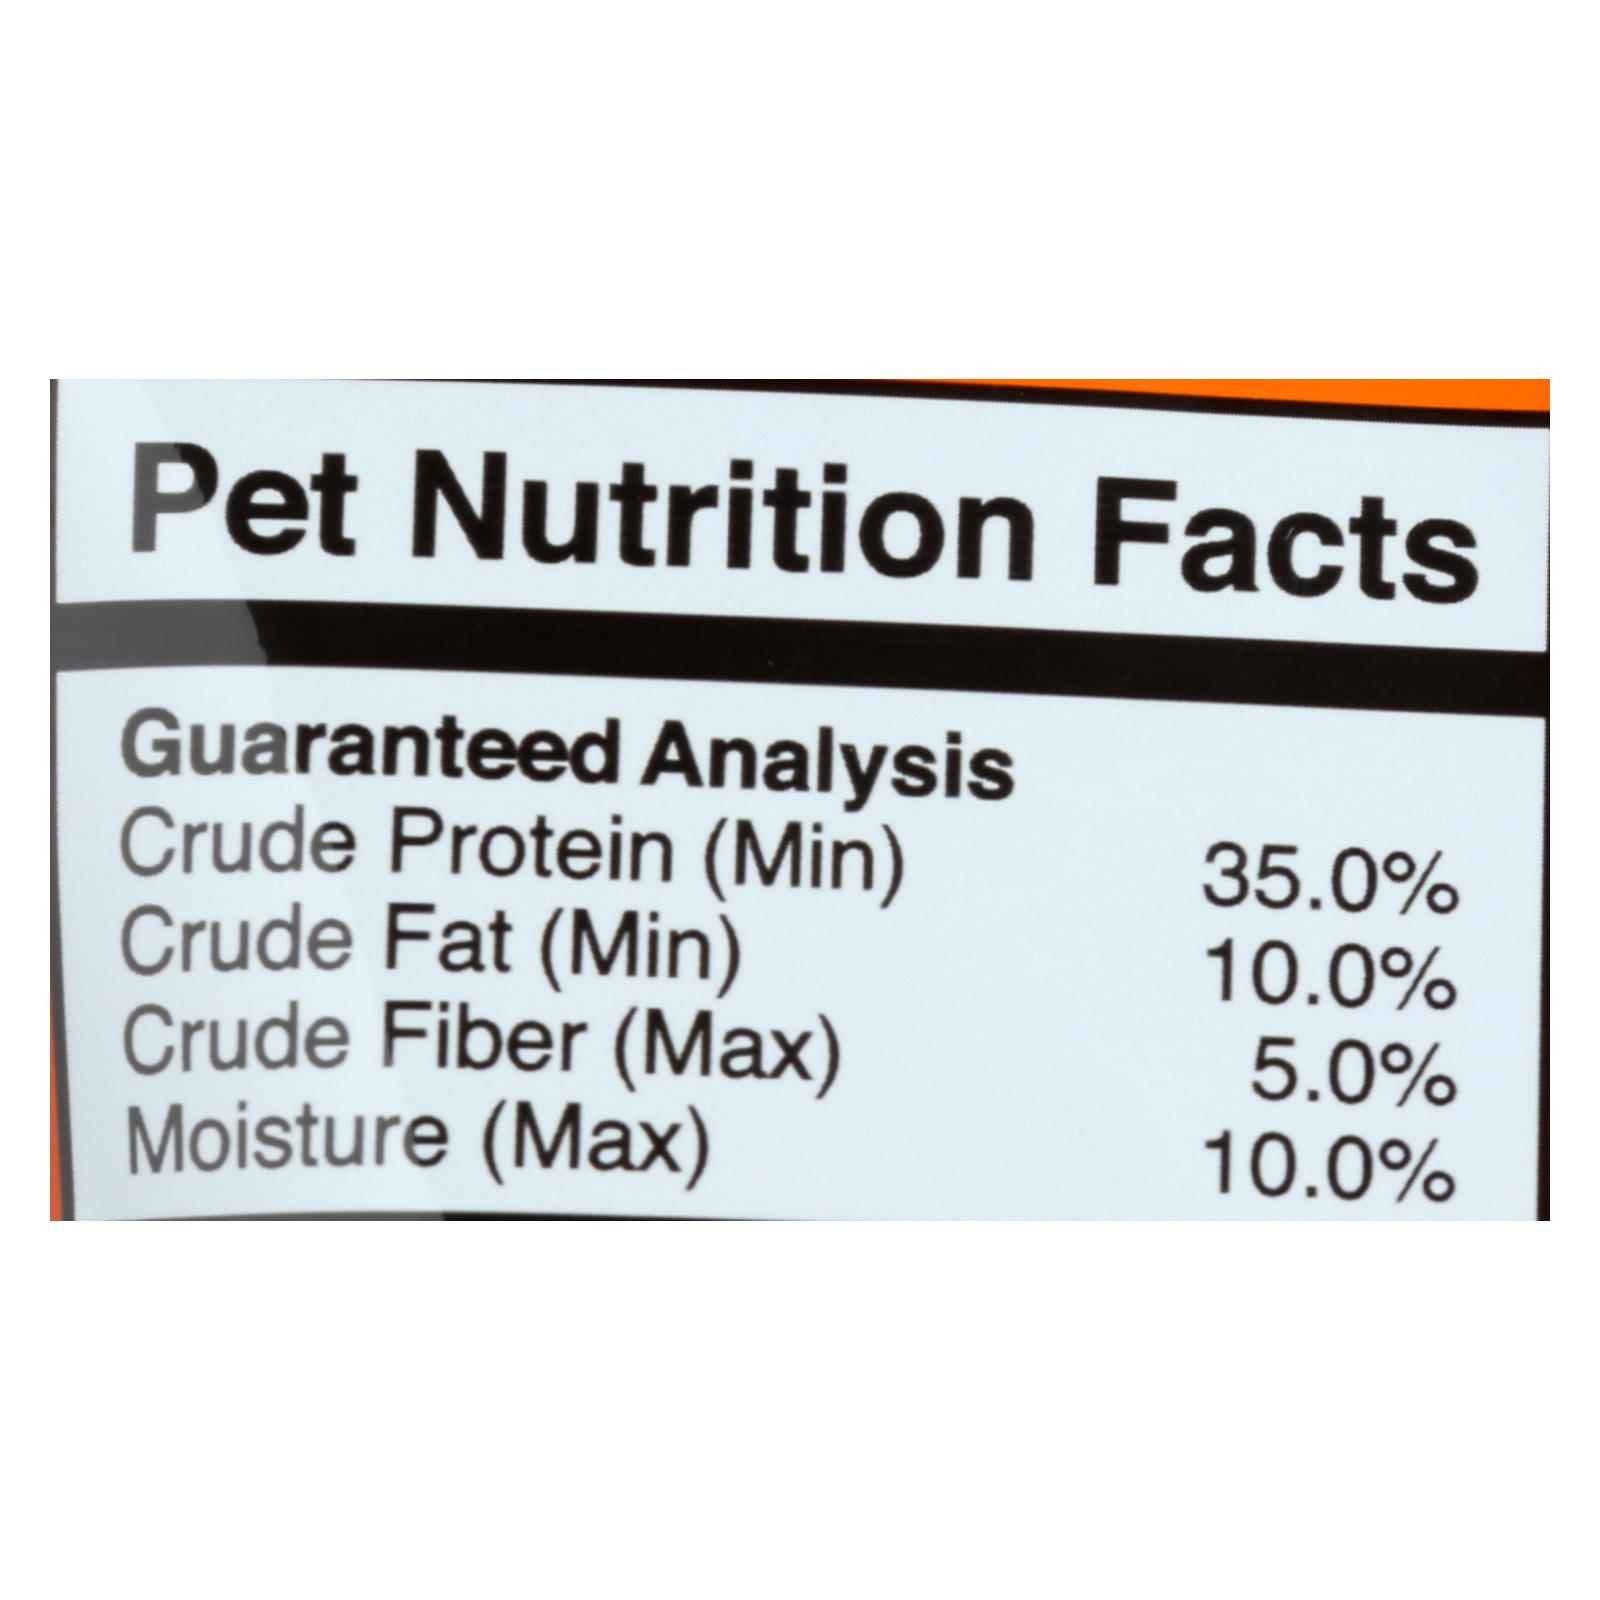 Pet Nutrition Facts
Guaranteed Analysis
Crude Protein (Min) 35.0%
Crude Fat (Min) 10.0%
Crude Fiber (Max) 5.0%
Moisture (Max) 10.0%